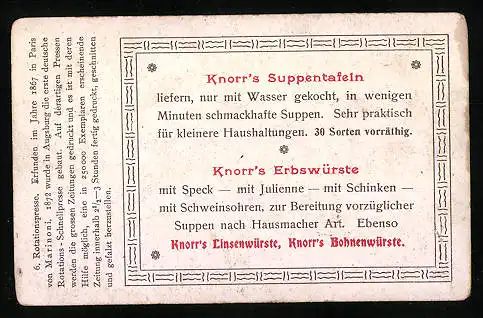 6. Rotationspresse. Erfunden im Jahre 1867 in Paris
von Marinoni, 1872 wurde in Augsburg die erste deutsche
Rotations-Schnellpresse gebaut. Auf derartigen Pressen
werden die grossen Zeitungen gedruckt und es ist mit deren
Hilfe möglich, eine in 250000 Exemplaren erscheinende
Zeitung innerhalb 2½—3 Stunden fertig gedruckt, geschnitten
und gefalzt herzustellen.
Knorr's Suppentafeln
liefern, nur mit Wasser gekocht, in wenigen
Minuten schmackhafte Suppen. Sehr praktisch
für kleinere Haushaltungen. 30 Sorten vorräthig.
Knorr's Erbswürste
mit Speck — mit Julienne — mit Schinken —
mit Schweinsohren, zur Bereitung vorzüglicher
Suppen nach Hausmacher Art. Ebenso
Knorr's Linsenwürste, Knorr's Bohnenwürste.